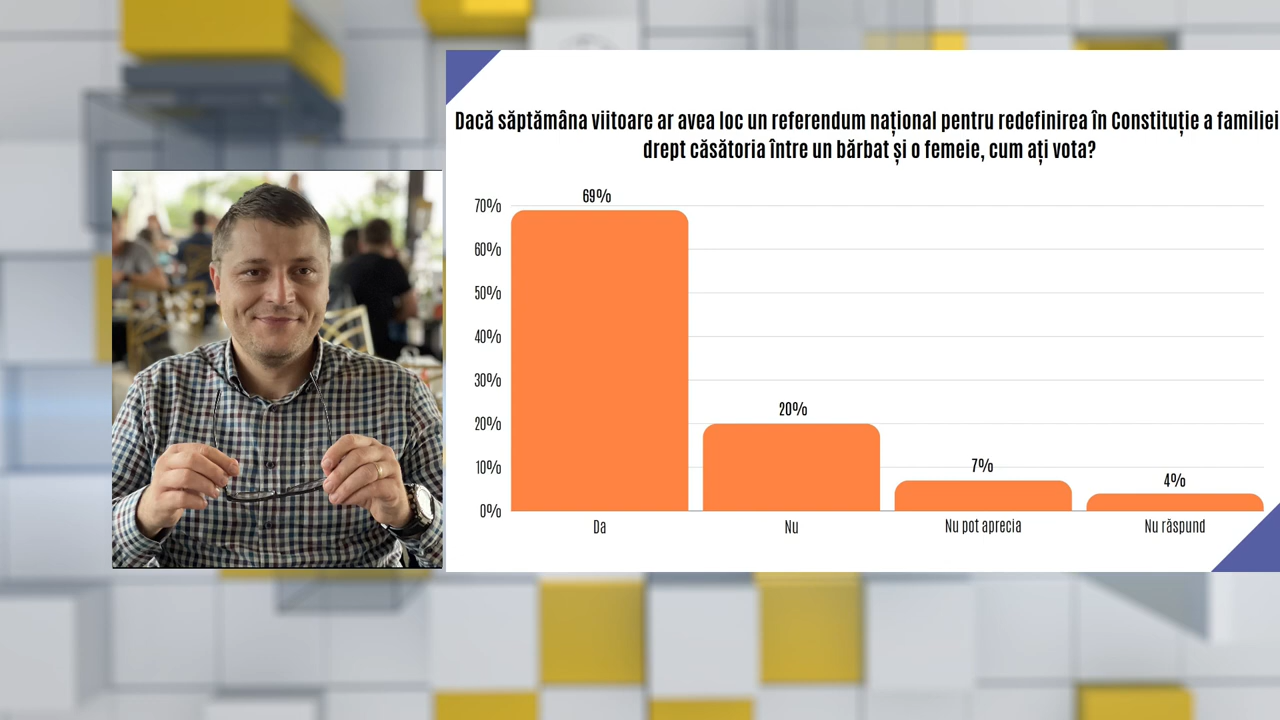 Dacă săptămâna viitoare ar avea loc un referendum național pentru redefinirea în Constituție a familiei
drept căsătoria între un bărbat și o femeie, cum ați vota?
69%
70%
60%
50%
40%
30%
20%
20%
10%
7%
4%
0%
Da
Nu
Nu pot aprecia
Nu răspund